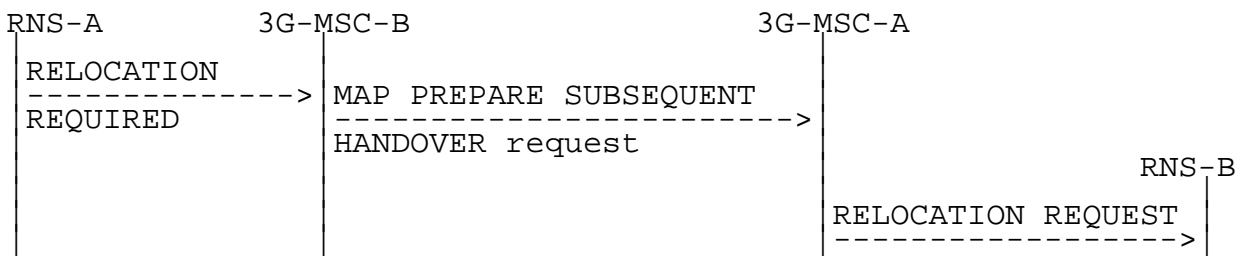 RNS-A 3G-MSC-B 3G-MSC-A
RELOCATION
MAP PREPARE SUBSEQUENT
REQUIRED
HANDOVER request
RNS-B
RELOCATION REQUEST